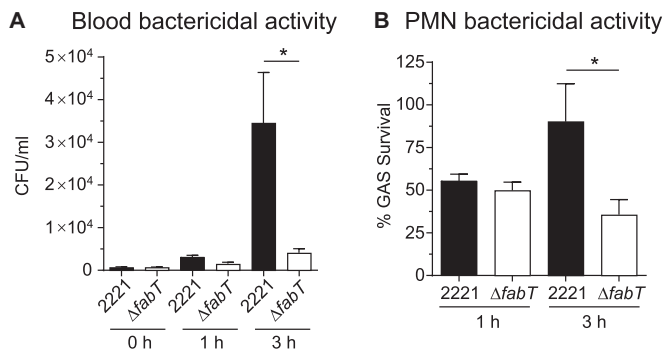 A Blood bactericidal activity
CFU/ml
5×10⁴
4×10⁴
3×10⁴
2×10⁴
1×10⁴
0
*
2221 ΔfabT 2221 ΔfabT 2221 ΔfabT
0 h 1 h 3 h
B PMN bactericidal activity
% GAS Survival
125
100
75
50
25
0
*
2221 ΔfabT 2221 ΔfabT
1 h 3 h